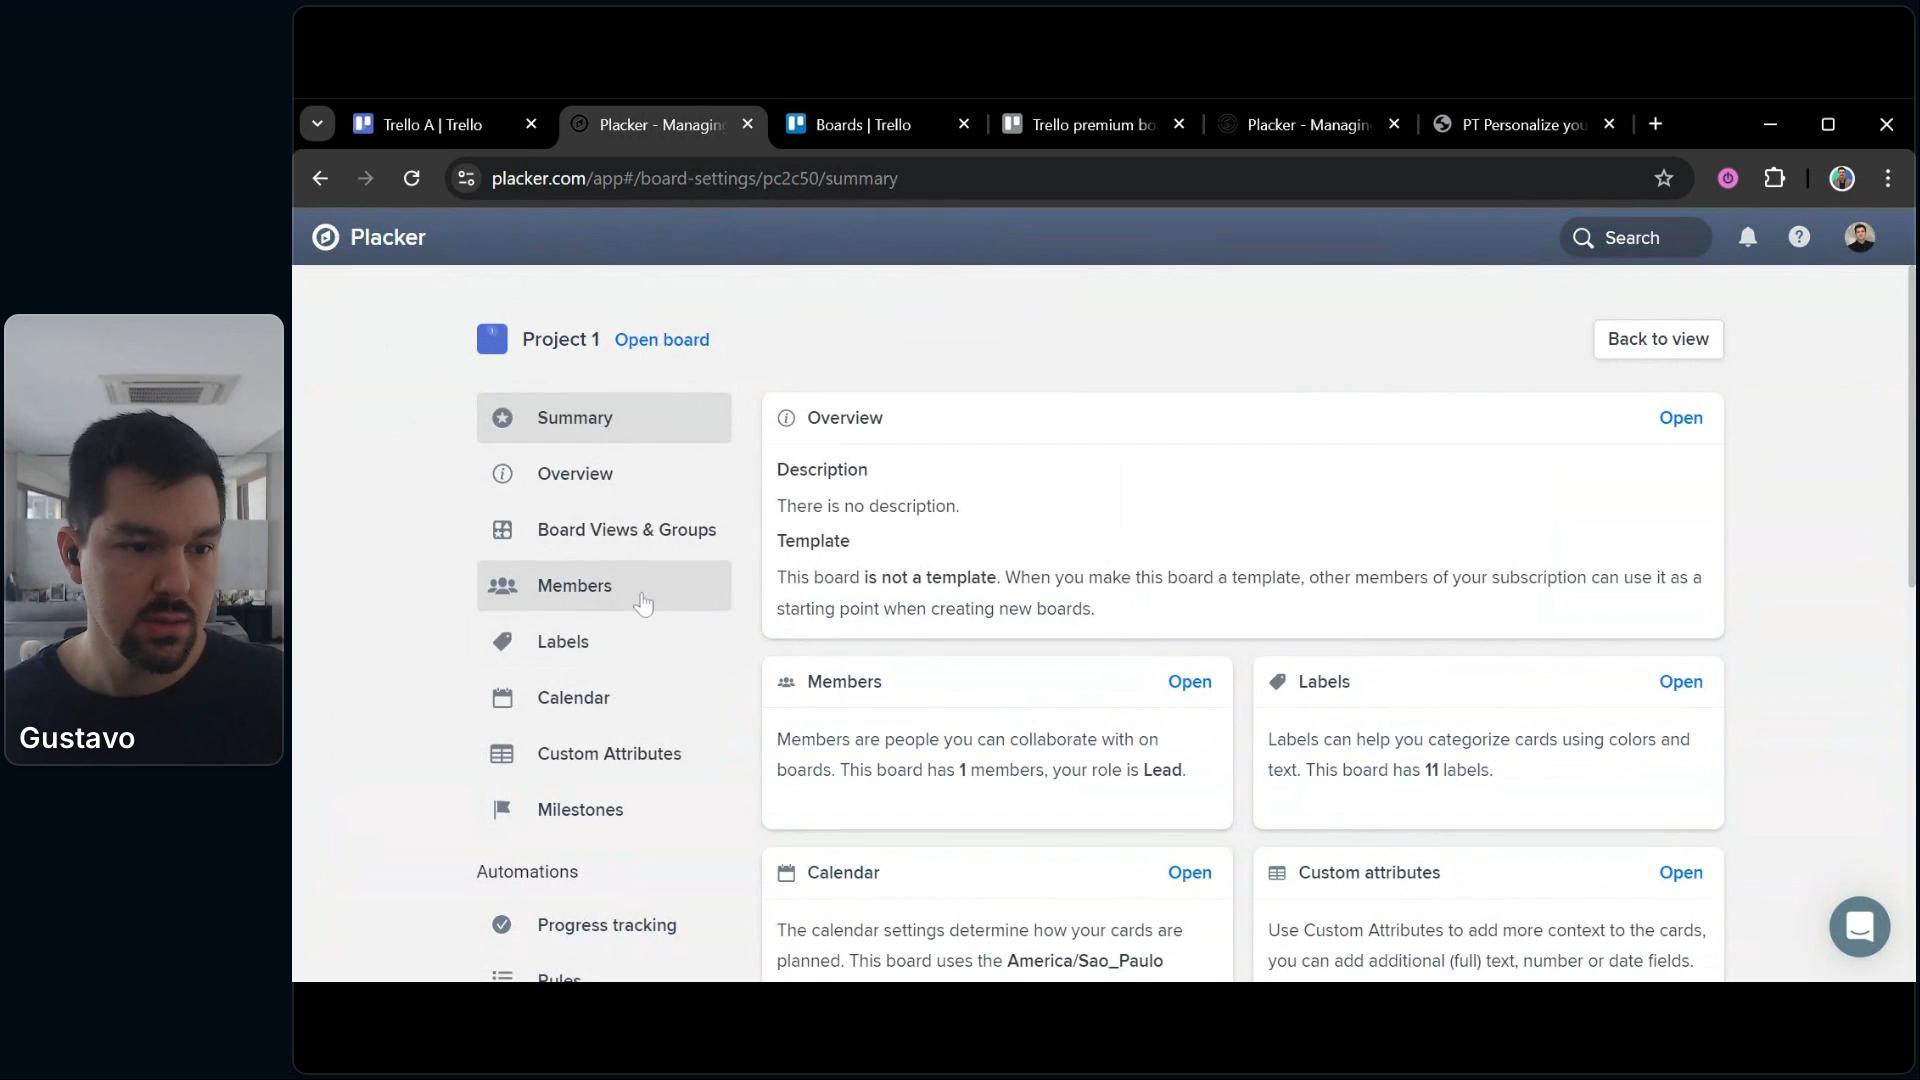 Trello A | Trello
Placker - Managin
Boards | Trello
Trello premium bo
Placker - Managin
PT Personalize you
placker.com/app#/board-settings/pc2c50/summary
Placker
Search
Project 1
Open board
Back to view
Summary
Overview
Board Views & Groups
Members
Labels
Calendar
Custom Attributes
Milestones
Automations
Progress tracking
Rules
Overview
Open
Description
There is no description.
Template
This board is not a template. When you make this board a template, other members of your subscription can use it as a
starting point when creating new boards.
Members
Open
Members are people you can collaborate with on
boards. This board has 1 members, your role is Lead.
Labels
Open
Labels can help you categorize cards using colors and
text. This board has 11 labels.
Calendar
Open
The calendar settings determine how your cards are
planned. This board uses the America/Sao_Paulo
Custom attributes
Open
Use Custom Attributes to add more context to the cards,
you can add additional (full) text, number or date fields.
Gustavo